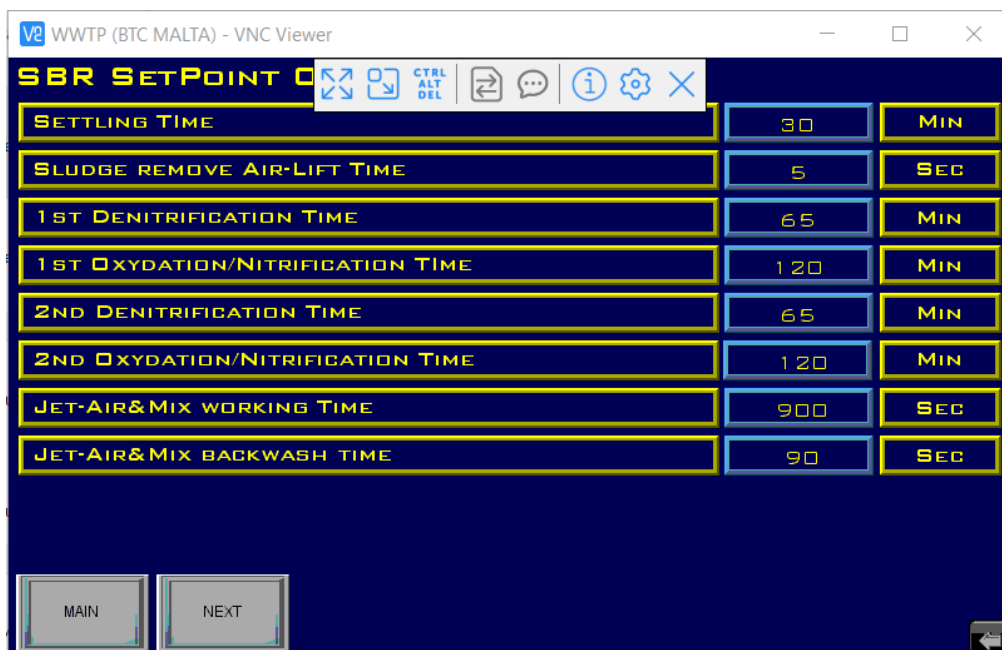 V2 WWTP (BTC MALTA) - VNC Viewer
SBR SetPoint
CTRL ALT DEL
Settling Time 30 Min
Sludge remove Air-Lift Time 5 Sec
1st Denitrification Time 65 Min
1st Oxydation/Nitrification Time 120 Min
2nd Denitrification Time 65 Min
2nd Oxydation/Nitrification Time 120 Min
Jet-Air&Mix working Time 900 Sec
Jet-Air&Mix backwash time 90 Sec
MAIN NEXT